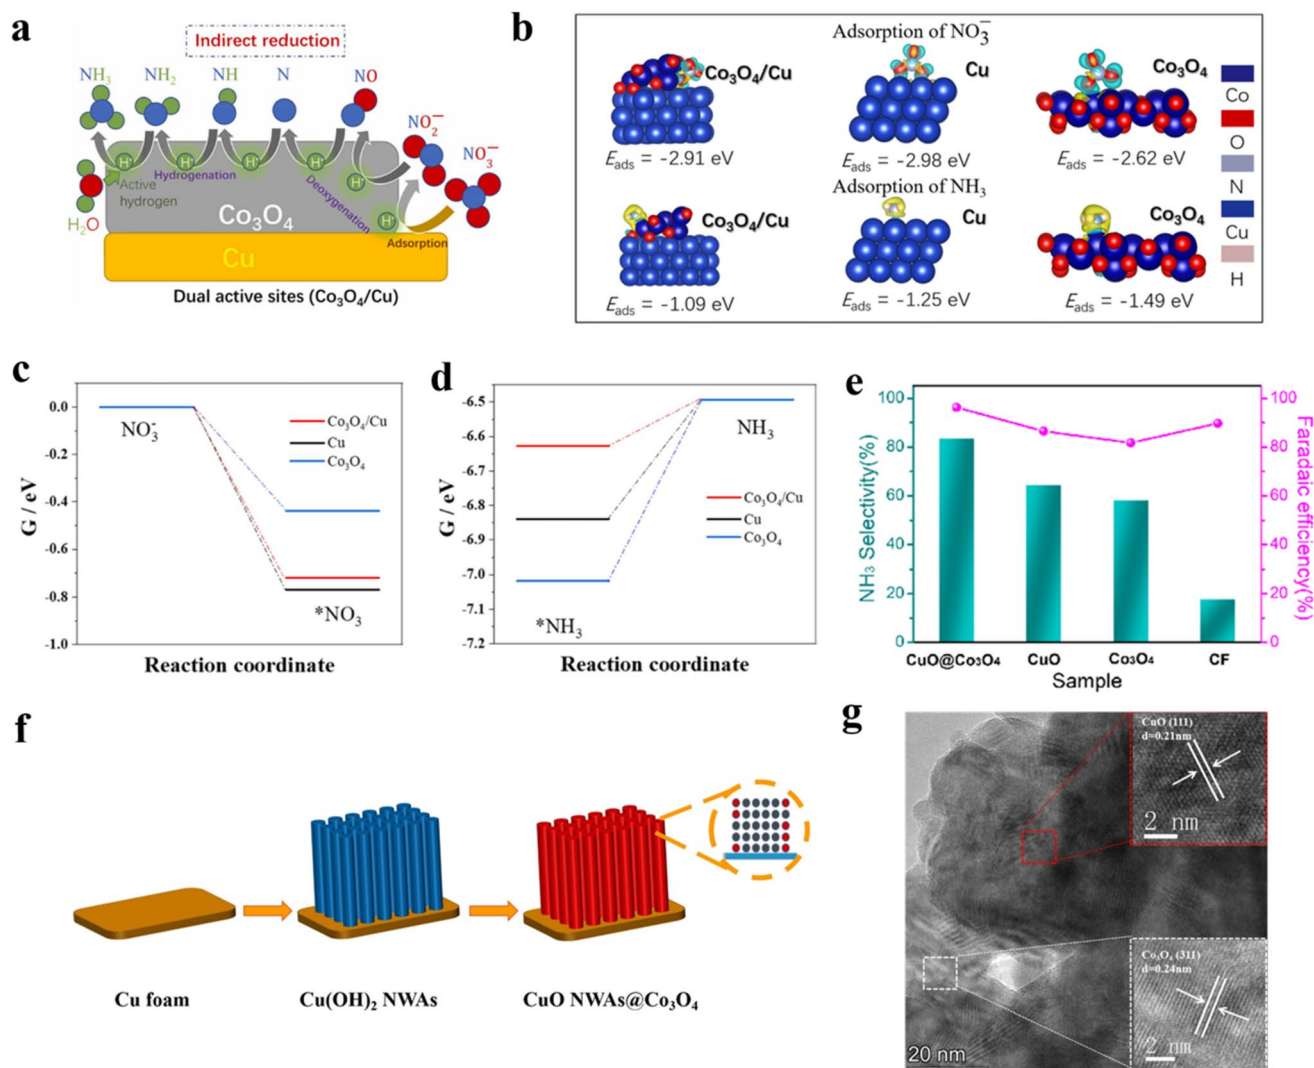 a
Indirect reduction
NH₃
NH₂
NH
N
NO
NO₂⁻
NO₃⁻
H₂O
H*
H*
H*
H*
H*
H*
H*
Active
hydrogen
Hydrogenation
Deoxygenation
Adsorption
Co₃O₄
Cu
Dual active sites (Co₃O₄/Cu)
b
Adsorption of NO₃⁻
Co₃O₄/Cu
Cu
Co₃O₄
Eads = -2.91 eV
Eads = -2.98 eV
Eads = -2.62 eV
Adsorption of NH₃
Co₃O₄/Cu
Cu
Co₃O₄
Eads = -1.09 eV
Eads = -1.25 eV
Eads = -1.49 eV
Co
O
N
Cu
H
c
G / eV
0.0
-0.2
-0.4
-0.6
-0.8
-1.0
NO₃⁻
Co₃O₄/Cu
Cu
Co₃O₄
*NO₃
Reaction coordinate
d
G / eV
-6.5
-6.6
-6.7
-6.8
-6.9
-7.0
-7.1
-7.2
NH₃
Co₃O₄/Cu
Cu
Co₃O₄
*NH₃
Reaction coordinate
e
NH₃ Selectivity(%)
100
80
60
40
20
0
100
80
60
40
20
0
Faradaic efficiency(%)
CuO@Co₃O₄
CuO
Co₃O₄
CF
Sample
f
Cu foam
Cu(OH)₂ NWAs
CuO NWAs@Co₃O₄
g
CuO (111)
d=0.21nm
2 nm
Co₃O₄ (311)
d=0.24nm
2 nm
20 nm